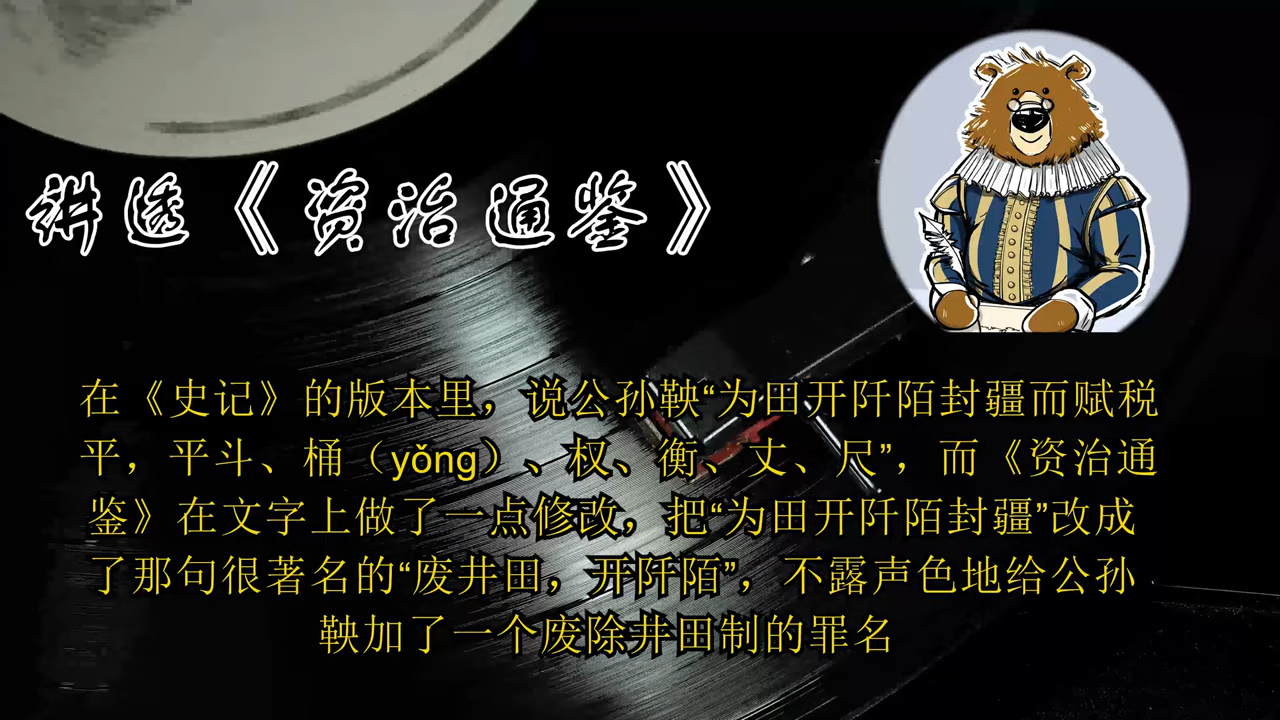 讲透《资治通鉴》
在《史记》的版本里，说公孙鞅“为田开阡陌封疆而赋税
平，平斗、桶（yǒng）、权、衡、丈、尺”，而《资治通
鉴》在文字上做了一点修改，把“为田开阡陌封疆”改成
了那句很著名的“废井田，开阡陌”，不露声色地给公孙
鞅加了一个废除井田制的罪名